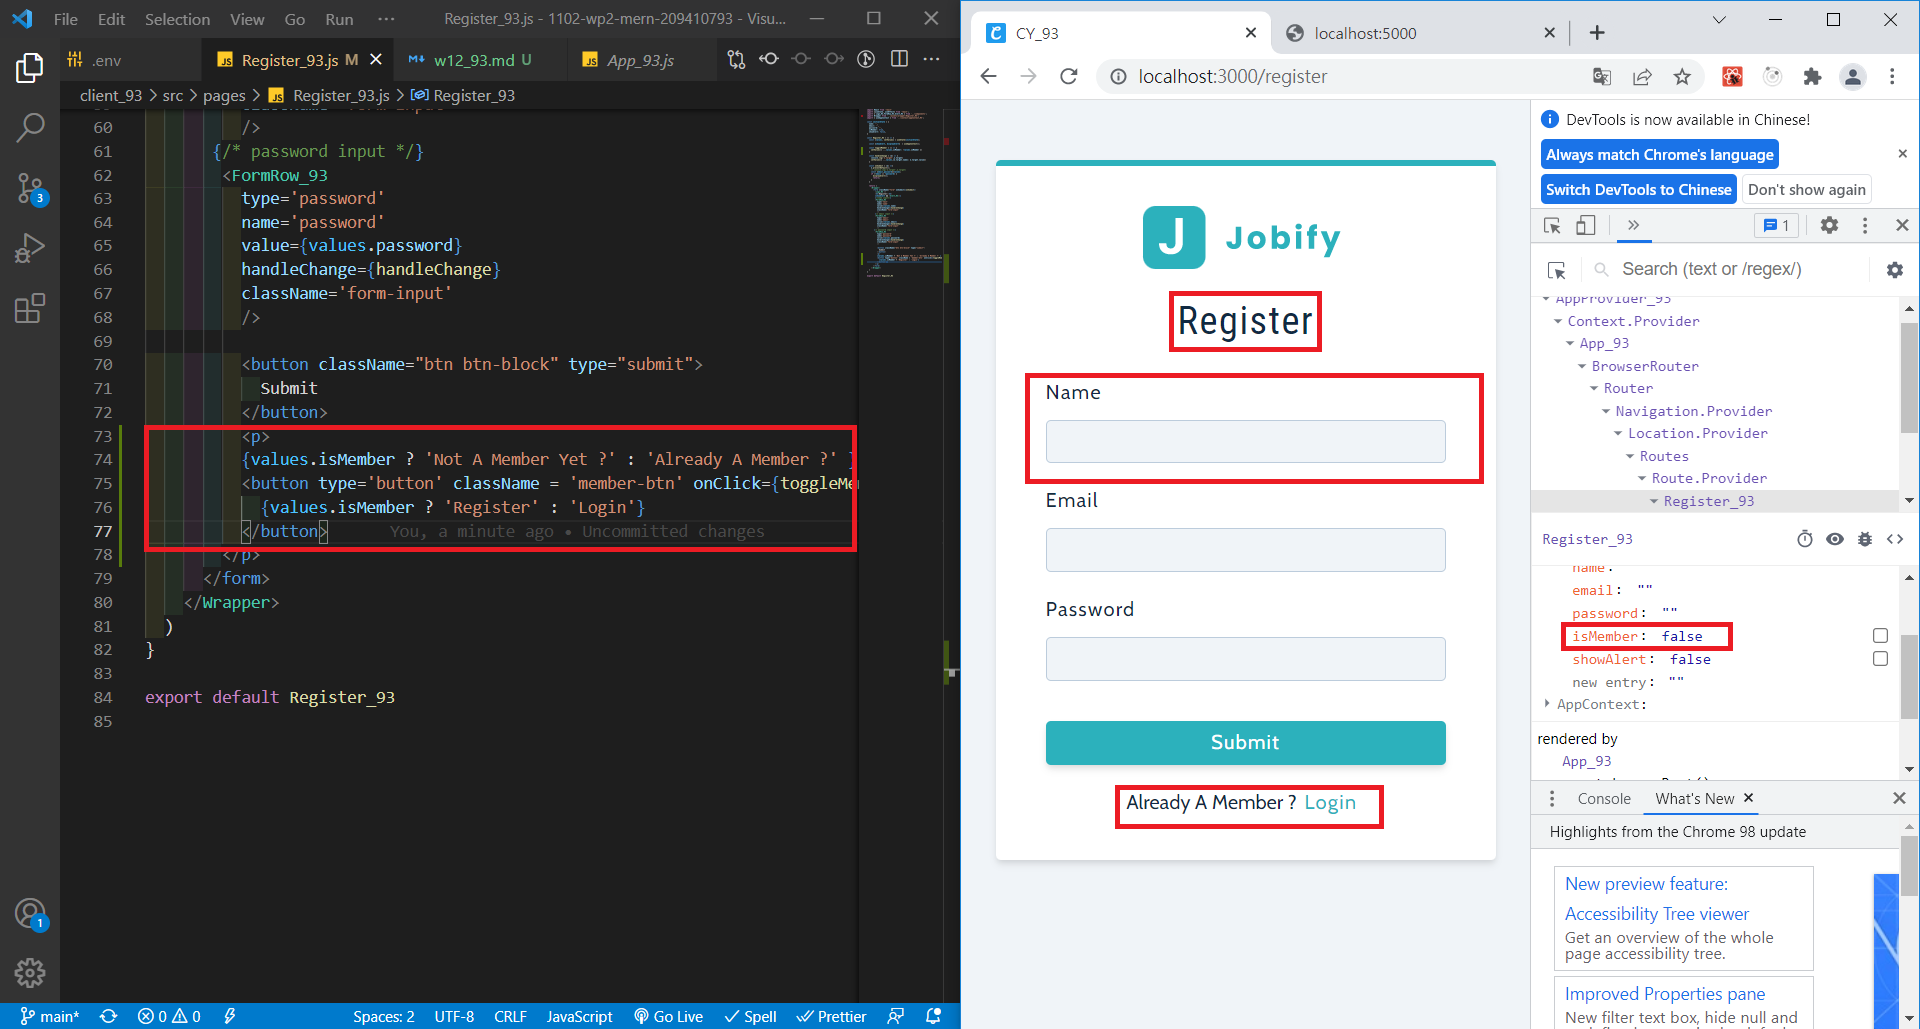 File Edit Selection View Go Run ··· Register_93.js - 1102-wp2-mern-209410793 - Visu...
.env JS Register_93.js M w12_93.md U JS App_93.js
client_93 > src > pages > JS Register_93.js > Register_93
60 />
61 {/* password input */}
62 <FormRow_93
63 type='password'
64 name='password'
65 value={values.password}
66 handleChange={handleChange}
67 className='form-input'
68 />
69
70 <button className="btn btn-block" type="submit">
71 Submit
72 </button>
73 <p>
74 {values.isMember ? 'Not A Member Yet ?' : 'Already A Member ?'
75 <button type='button' className = 'member-btn' onClick={toggleMe
76 {values.isMember ? 'Register' : 'Login'}
77 </button> You, a minute ago • Uncommitted changes
78 </p>
79 </form>
80 </Wrapper>
81 )
82 }
83
84 export default Register_93
85
3
1
main* 0 0 Spaces: 2 UTF-8 CRLF JavaScript Go Live Spell Prettier
CY_93 localhost:5000
localhost:3000/register
J Jobify
Register
Name
Email
Password
Submit
Already A Member ? Login
DevTools is now available in Chinese!
Always match Chrome's language
Switch DevTools to Chinese Don't show again
1
Search (text or /regex/)
AppProvider_93
Context.Provider
App_93
BrowserRouter
Router
Navigation.Provider
Location.Provider
Routes
Route.Provider
Register_93
Register_93
name:
email: ""
password: ""
isMember: false
showAlert: false
new entry: ""
AppContext:
rendered by
App_93
Console What's New
Highlights from the Chrome 98 update
New preview feature:
Accessibility Tree viewer
Get an overview of the whole
page accessibility tree.
Improved Properties pane
New filter text box, hide null and